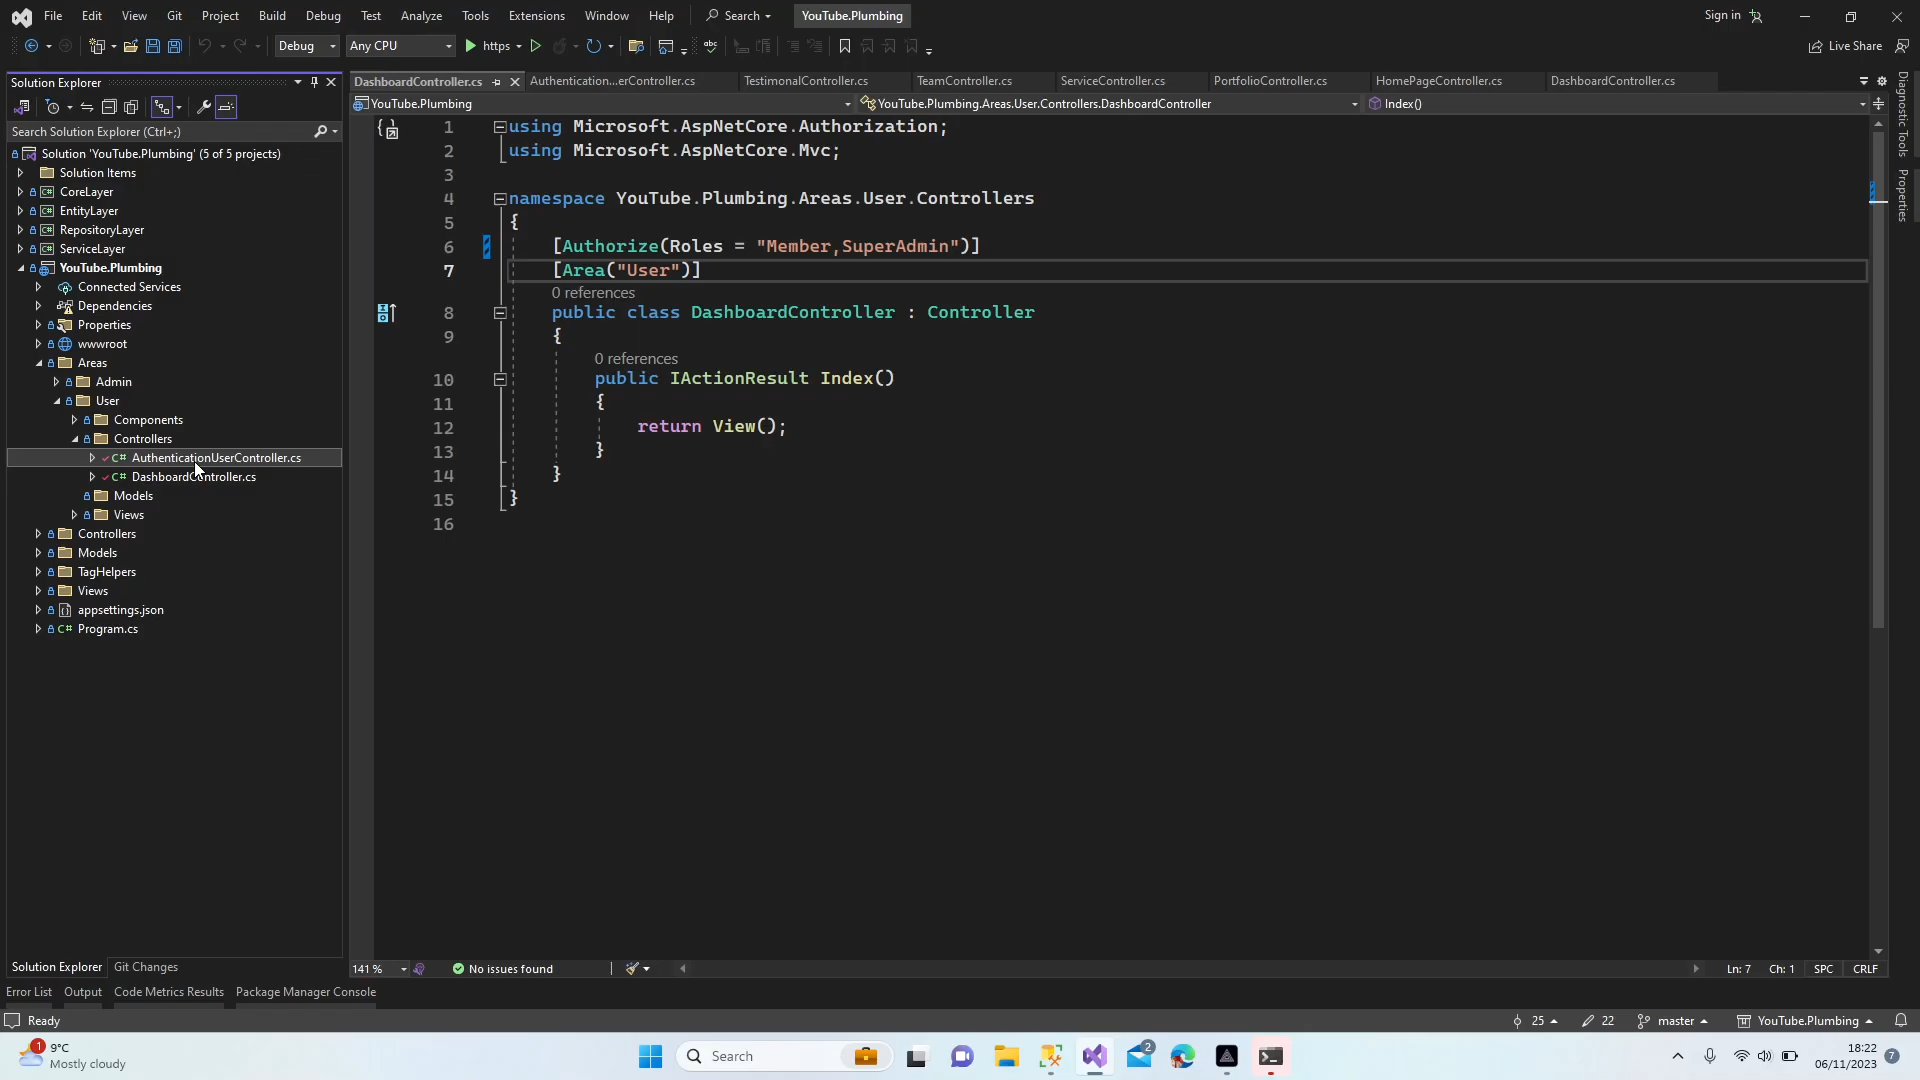 File Edit View Git Project Build Debug Test Analyze Tools Extensions Window Help Search YouTube.Plumbing Sign in
Debug Any CPU https Live Share
Solution Explorer
Search Solution Explorer (Ctrl+;)
Solution 'YouTube.Plumbing' (5 of 5 projects)
Solution Items
CoreLayer
EntityLayer
RepositoryLayer
ServiceLayer
YouTube.Plumbing
Connected Services
Dependencies
Properties
wwwroot
Areas
Admin
User
Components
Controllers
AuthenticationUserController.cs
DashboardController.cs
Models
Views
Controllers
Models
TagHelpers
Views
appsettings.json
Program.cs
Solution Explorer Git Changes
DashboardController.cs Authentication...erController.cs TestimonalController.cs TeamController.cs ServiceController.cs PortfolioController.cs HomePageController.cs DashboardController.cs
YouTube.Plumbing YouTube.Plumbing.Areas.User.Controllers.DashboardController Index()
1 using Microsoft.AspNetCore.Authorization;
2 using Microsoft.AspNetCore.Mvc;
3
4 namespace YouTube.Plumbing.Areas.User.Controllers
5 {
6 [Authorize(Roles = "Member,SuperAdmin")]
7 [Area("User")]
0 references
8 public class DashboardController : Controller
9 {
0 references
10 public IActionResult Index()
11 {
12 return View();
13 }
14 }
15 }
16
Diagnostic Tools
Properties
141 % No issues found Ln: 7 Ch: 1 SPC CRLF
Error List Output Code Metrics Results Package Manager Console
Ready 25 22 master YouTube.Plumbing
1 9°C
Mostly cloudy
Search
2
18:22
06/11/2023
7